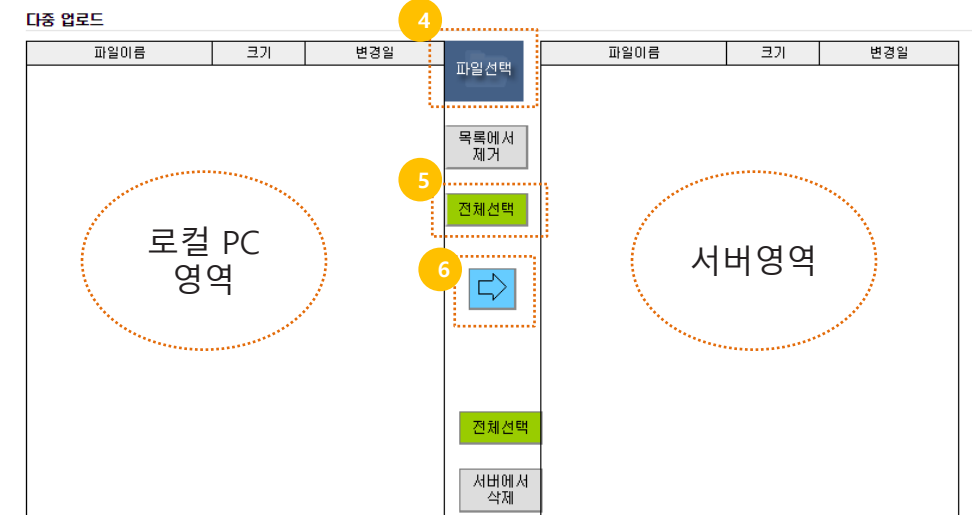 다중 업로드
4
파일이름 크기 변경일
파일선택
파일이름 크기 변경일
목록에서
제거
5
전체선택
로컬 PC
영역
서버영역
6
전체선택
서버에서
삭제